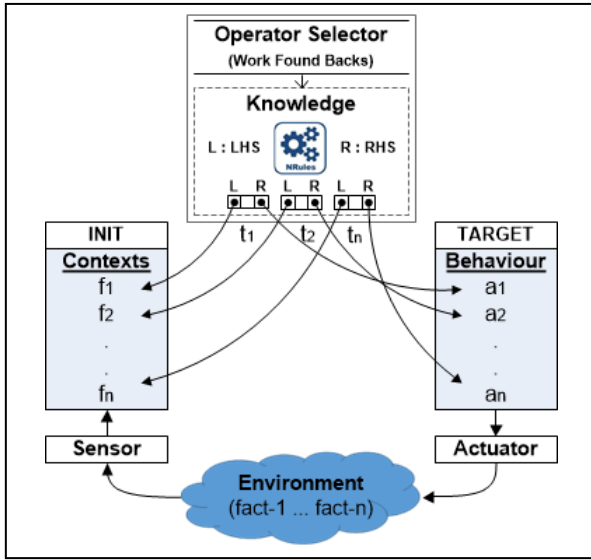 Operator Selector
(Work Found Backs)
Knowledge
L : LHS
NRules
R : RHS
L R L R L R
t1 t2 tn
INIT
Contexts
f1
f2
.
.
fn
Sensor
TARGET
Behaviour
a1
a2
.
.
an
Actuator
Environment
(fact-1 ... fact-n)